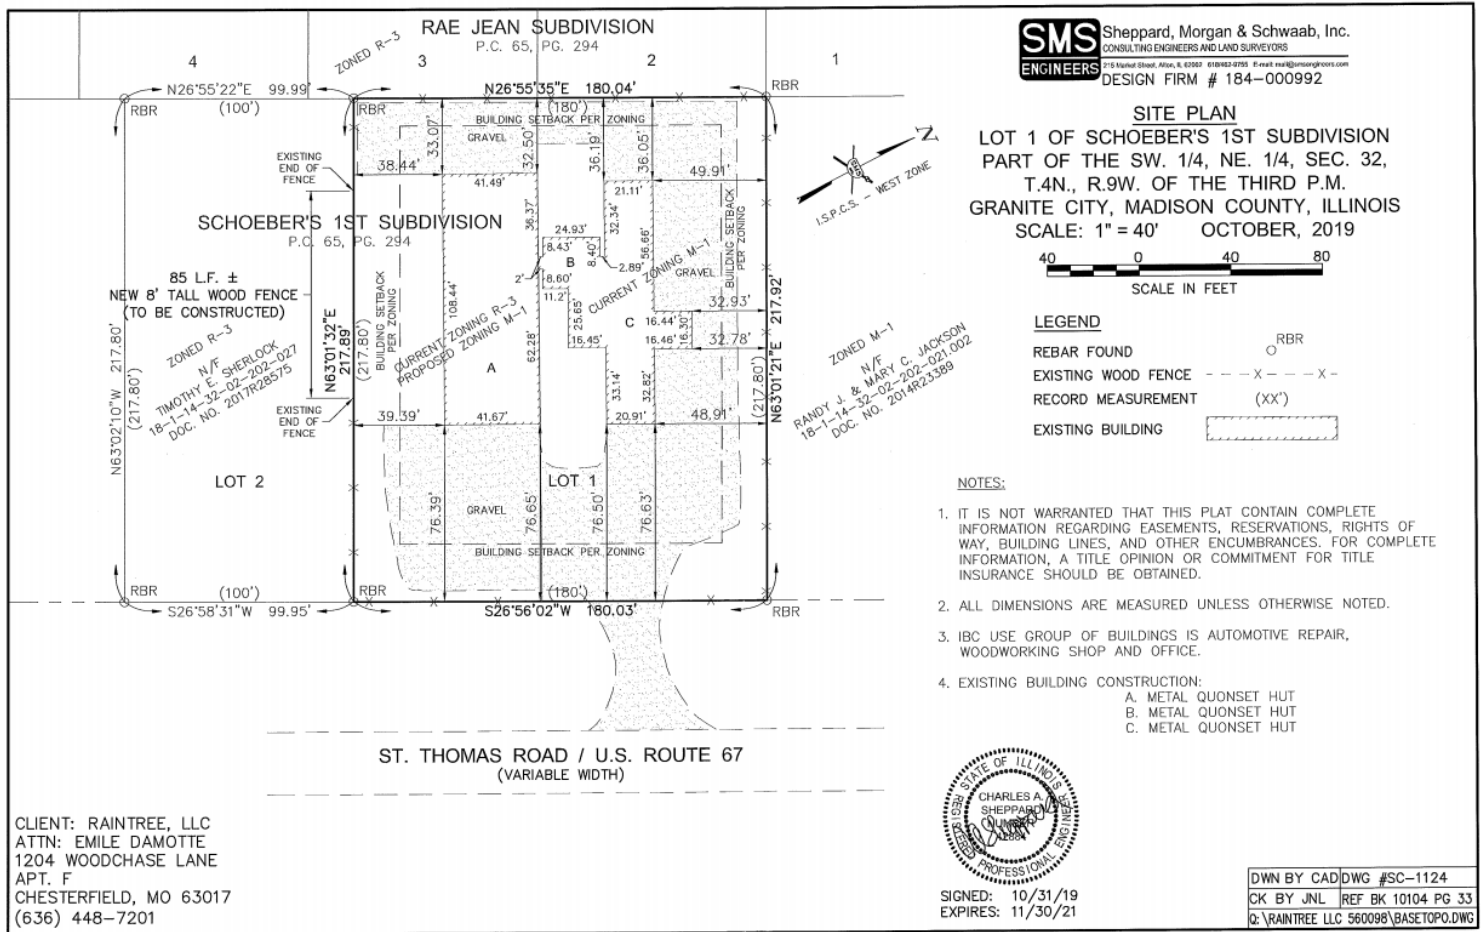 RAE JEAN SUBDIVISION
P.C. 65, PG. 294
4
ZONED R-3
3
2
1
N26°55'22"E 99.99'
(100')
RBR
RBR
N26°55'35"E 180.04'
(180')
RBR
BUILDING SETBACK PER ZONING
GRAVEL
33.07'
32.50'
36.19'
36.05'
EXISTING
END OF
FENCE
38.44'
41.49'
21.11'
49.91'
SCHOEBER'S 1ST SUBDIVISION
P.C. 65, PG. 294
36.37'
32.34'
56.66'
24.93'
8.43'
8.40'
B
2'
8.60'
2.89'
11.2'
GRAVEL
BUILDING SETBACK
PER ZONING
CURRENT ZONING M-1
85 L.F. ±
NEW 8' TALL WOOD FENCE
(TO BE CONSTRUCTED)
ZONED R-3
N/F
TIMOTHY E. SHERLOCK
18-1-14-32-02-202-027
DOC. NO. 2017R28575
N63°02'10"W 217.80'
(217.80')
N63°01'32"E
217.89'
(217.80')
BUILDING SETBACK
PER ZONING
CURRENT ZONING R-3
PROPOSED ZONING M-1
108.44'
62.28'
25.65'
16.45'
A
C
16.44'
16.30'
16.46'
32.93'
32.78'
33.14'
32.82'
N63°01'21"E 217.92'
(217.80')
ZONED M-1
N/F
RANDY J. & MARY C. JACKSON
18-1-14-32-02-202-021.002
DOC. NO. 2014R23389
EXISTING
END OF
FENCE
39.39'
41.67'
20.91'
48.91'
LOT 2
LOT 1
GRAVEL
76.39'
76.65'
76.50'
76.63'
BUILDING SETBACK PER ZONING
RBR
(100')
S26°58'31"W 99.95'
RBR
(180')
S26°56'02"W 180.03'
RBR
ST. THOMAS ROAD / U.S. ROUTE 67
(VARIABLE WIDTH)
CLIENT: RAINTREE, LLC
ATTN: EMILE DAMOTTE
1204 WOODCHASE LANE
APT. F
CHESTERFIELD, MO 63017
(636) 448-7201
N
I.S.P.C.S. - WEST ZONE
SMS
ENGINEERS
Sheppard, Morgan & Schwaab, Inc.
CONSULTING ENGINEERS AND LAND SURVEYORS
215 Market Street, Alton, IL 62002 618/462-9755 E-mail: mail@smsengineers.com
DESIGN FIRM # 184-000992
SITE PLAN
LOT 1 OF SCHOEBER'S 1ST SUBDIVISION
PART OF THE SW. 1/4, NE. 1/4, SEC. 32,
T.4N., R.9W. OF THE THIRD P.M.
GRANITE CITY, MADISON COUNTY, ILLINOIS
SCALE: 1" = 40' OCTOBER, 2019
40 0 40 80
SCALE IN FEET
LEGEND
REBAR FOUND RBR
EXISTING WOOD FENCE - - -X- - -X-
RECORD MEASUREMENT (XX')
EXISTING BUILDING
NOTES:
1. IT IS NOT WARRANTED THAT THIS PLAT CONTAIN COMPLETE
INFORMATION REGARDING EASEMENTS, RESERVATIONS, RIGHTS OF
WAY, BUILDING LINES, AND OTHER ENCUMBRANCES. FOR COMPLETE
INFORMATION, A TITLE OPINION OR COMMITMENT FOR TITLE
INSURANCE SHOULD BE OBTAINED.
2. ALL DIMENSIONS ARE MEASURED UNLESS OTHERWISE NOTED.
3. IBC USE GROUP OF BUILDINGS IS AUTOMOTIVE REPAIR,
WOODWORKING SHOP AND OFFICE.
4. EXISTING BUILDING CONSTRUCTION:
A. METAL QUONSET HUT
B. METAL QUONSET HUT
C. METAL QUONSET HUT
STATE OF ILLINOIS
REGISTERED PROFESSIONAL ENGINEER
CHARLES A.
SHEPPARD
NUMBER
SIGNED: 10/31/19
EXPIRES: 11/30/21
DWN BY CAD DWG #SC-1124
CK BY JNL REF BK 10104 PG 33
Q:\RAINTREE LLC 560098\BASETOPO.DWG